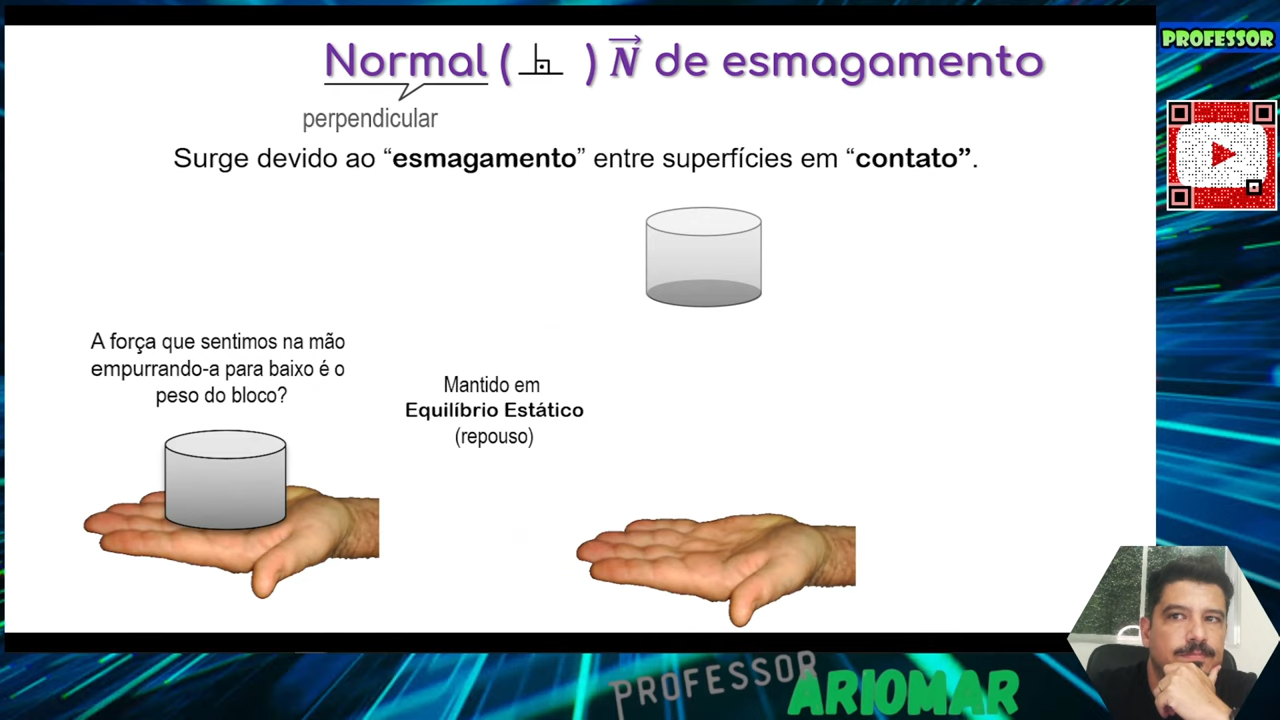 Normal ( ) N de esmagamento
PROFESSOR
perpendicular
Surge devido ao “esmagamento” entre superfícies em “contato”.
A força que sentimos na mão
empurrando-a para baixo é o
peso do bloco?
Mantido em
Equilíbrio Estático
(repouso)
PROFESSOR
ARIOMAR